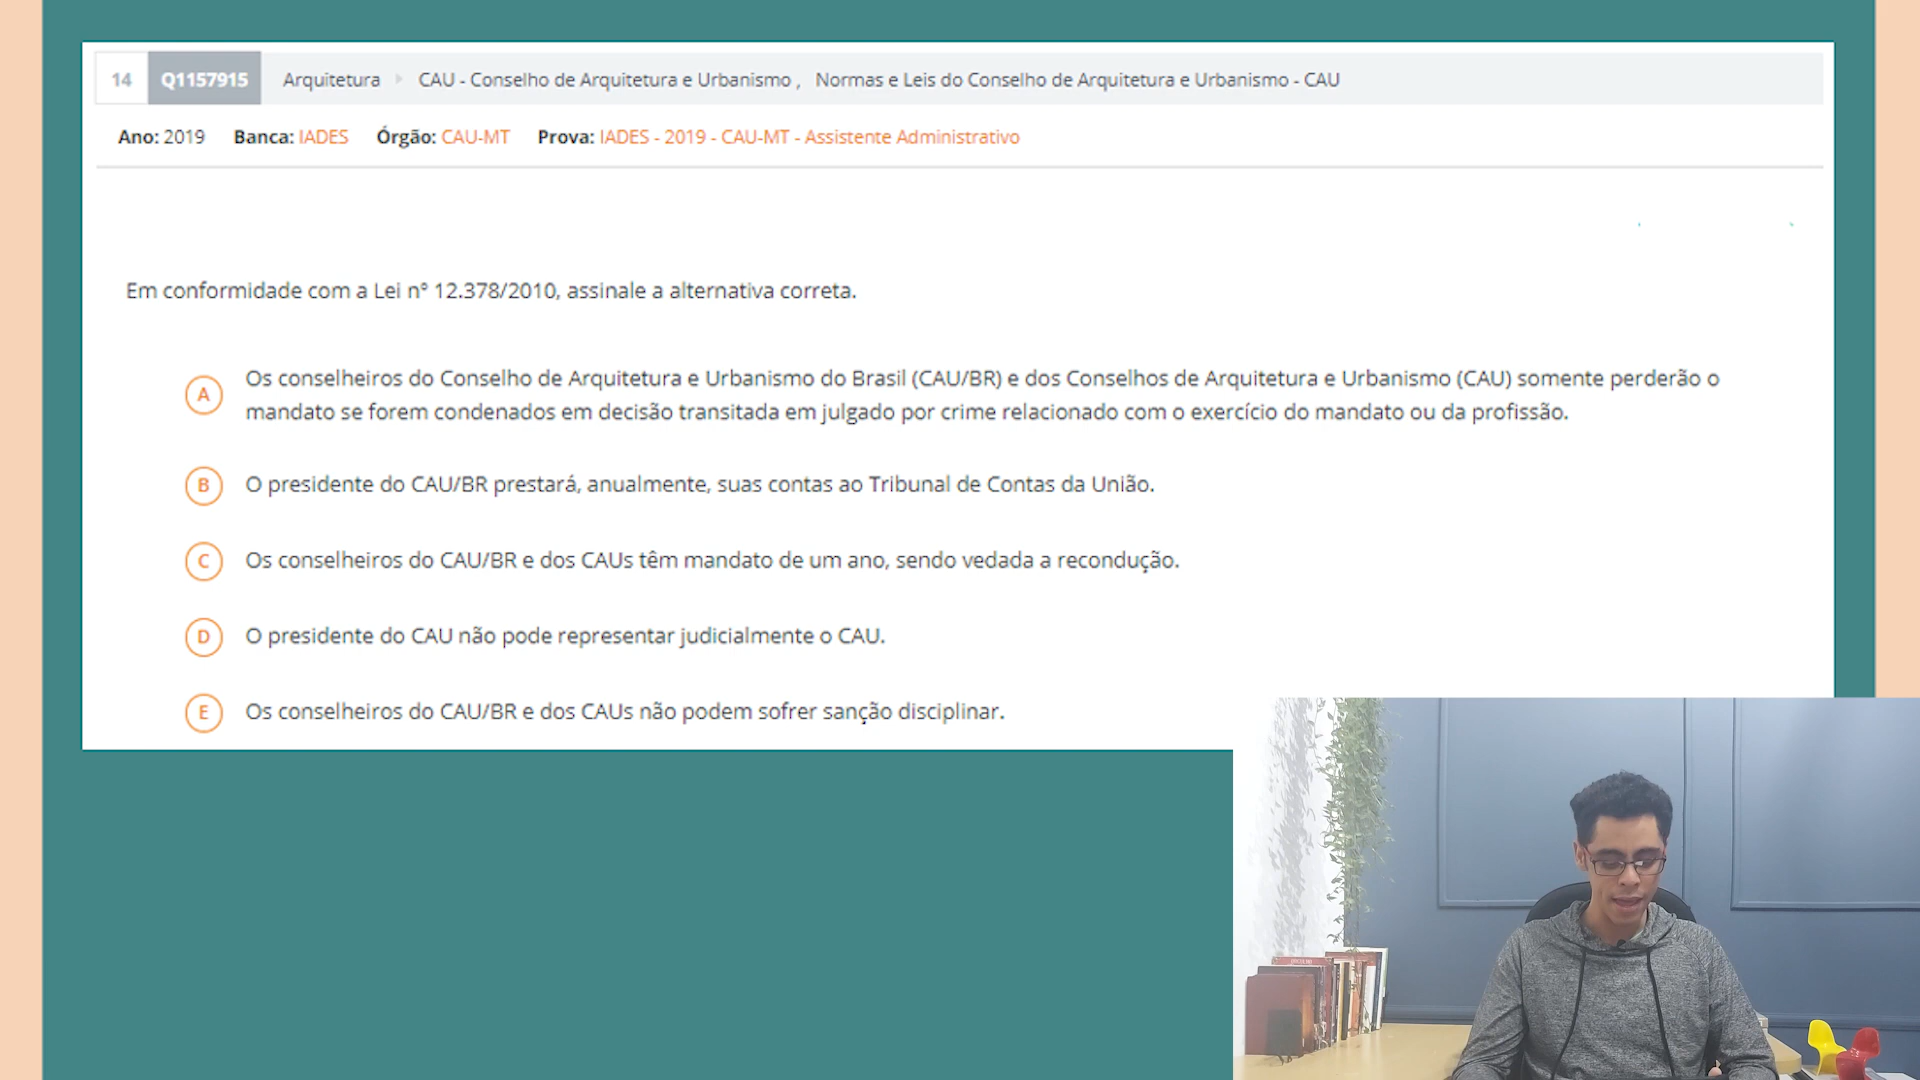 14 Q1157915 Arquitetura CAU - Conselho de Arquitetura e Urbanismo , Normas e Leis do Conselho de Arquitetura e Urbanismo - CAU
Ano: 2019 Banca: IADES Órgão: CAU-MT Prova: IADES - 2019 - CAU-MT - Assistente Administrativo
Em conformidade com a Lei nº 12.378/2010, assinale a alternativa correta.
A Os conselheiros do Conselho de Arquitetura e Urbanismo do Brasil (CAU/BR) e dos Conselhos de Arquitetura e Urbanismo (CAU) somente perderão o
mandato se forem condenados em decisão transitada em julgado por crime relacionado com o exercício do mandato ou da profissão.
B O presidente do CAU/BR prestará, anualmente, suas contas ao Tribunal de Contas da União.
C Os conselheiros do CAU/BR e dos CAUs têm mandato de um ano, sendo vedada a recondução.
D O presidente do CAU não pode representar judicialmente o CAU.
E Os conselheiros do CAU/BR e dos CAUs não podem sofrer sanção disciplinar.